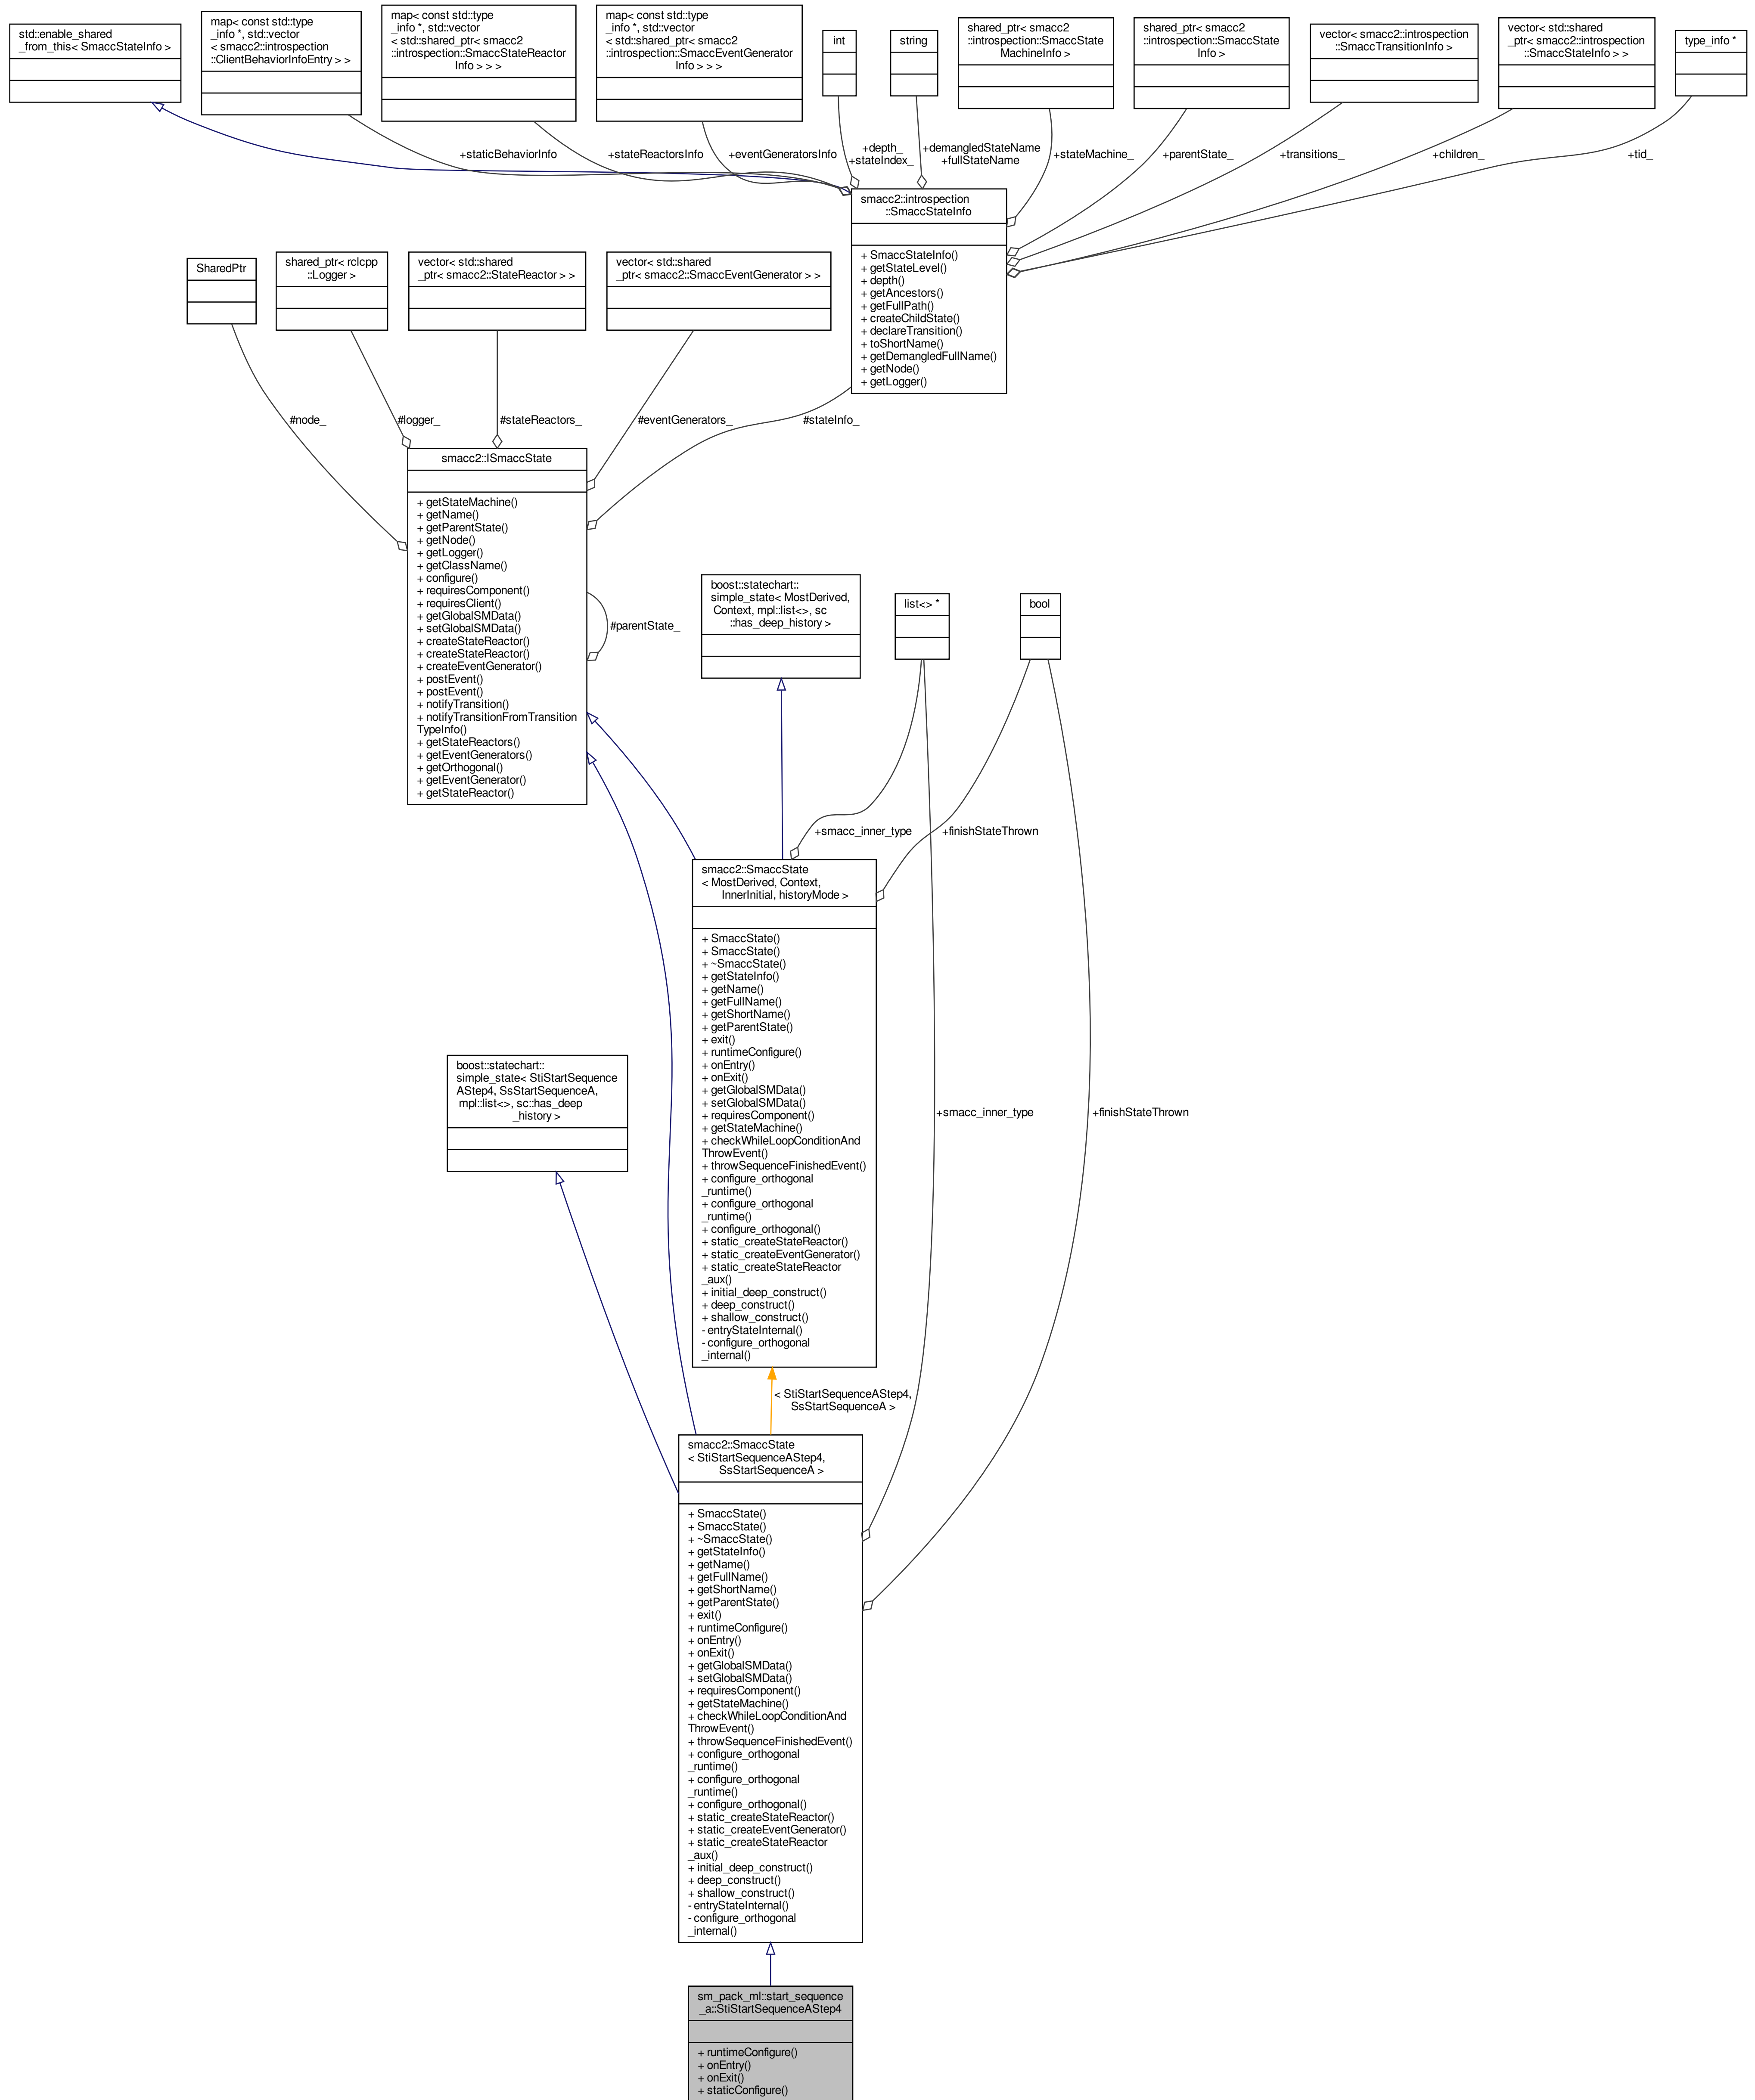 std::enable_shared
_from_this< SmaccStateInfo >
map< const std::type
_info *, std::vector
< smacc2::introspection
::ClientBehaviorInfoEntry > >
map< const std::type
_info *, std::vector
< std::shared_ptr< smacc2
::introspection::SmaccStateReactor
Info > > >
map< const std::type
_info *, std::vector
< std::shared_ptr< smacc2
::introspection::SmaccEventGenerator
Info > > >
int
string
shared_ptr< smacc2
::introspection::SmaccState
MachineInfo >
shared_ptr< smacc2
::introspection::SmaccState
Info >
vector< smacc2::introspection
::SmaccTransitionInfo >
vector< std::shared
_ptr< smacc2::introspection
::SmaccStateInfo > >
type_info *
+staticBehaviorInfo
+stateReactorsInfo
+eventGeneratorsInfo
+depth_
+stateIndex_
+demangledStateName
+fullStateName
+stateMachine_
+parentState_
+transitions_
+children_
+tid_
smacc2::introspection
::SmaccStateInfo
+ SmaccStateInfo()
+ getStateLevel()
+ depth()
+ getAncestors()
+ getFullPath()
+ createChildState()
+ declareTransition()
+ toShortName()
+ getDemangledFullName()
+ getNode()
+ getLogger()
SharedPtr
shared_ptr< rclcpp
::Logger >
vector< std::shared
_ptr< smacc2::StateReactor > >
vector< std::shared
_ptr< smacc2::SmaccEventGenerator > >
#node_
#logger_
#stateReactors_
#eventGenerators_
#stateInfo_
smacc2::ISmaccState
+ getStateMachine()
+ getName()
+ getParentState()
+ getNode()
+ getLogger()
+ getClassName()
+ configure()
+ requiresComponent()
+ requiresClient()
+ getGlobalSMData()
+ setGlobalSMData()
+ createStateReactor()
+ createStateReactor()
+ createEventGenerator()
+ postEvent()
+ postEvent()
+ notifyTransition()
+ notifyTransitionFromTransition
TypeInfo()
+ getStateReactors()
+ getEventGenerators()
+ getOrthogonal()
+ getEventGenerator()
+ getStateReactor()
#parentState_
boost::statechart::
simple_state< MostDerived,
Context, mpl::list<>, sc
::has_deep_history >
list<> *
bool
+smacc_inner_type
+finishStateThrown
smacc2::SmaccState
< MostDerived, Context,
InnerInitial, historyMode >
+ SmaccState()
+ SmaccState()
+ ~SmaccState()
+ getStateInfo()
+ getName()
+ getFullName()
+ getShortName()
+ getParentState()
+ exit()
+ runtimeConfigure()
+ onEntry()
+ onExit()
+ getGlobalSMData()
+ setGlobalSMData()
+ requiresComponent()
+ getStateMachine()
+ checkWhileLoopConditionAnd
ThrowEvent()
+ throwSequenceFinishedEvent()
+ configure_orthogonal
_runtime()
+ configure_orthogonal
_runtime()
+ configure_orthogonal()
+ static_createStateReactor()
+ static_createEventGenerator()
+ static_createStateReactor
_aux()
+ initial_deep_construct()
+ deep_construct()
+ shallow_construct()
- entryStateInternal()
- configure_orthogonal
_internal()
boost::statechart::
simple_state< StiStartSequence
AStep4, SsStartSequenceA,
mpl::list<>, sc::has_deep
_history >
+smacc_inner_type
+finishStateThrown
< StiStartSequenceAStep4,
SsStartSequenceA >
smacc2::SmaccState
< StiStartSequenceAStep4,
SsStartSequenceA >
+ SmaccState()
+ SmaccState()
+ ~SmaccState()
+ getStateInfo()
+ getName()
+ getFullName()
+ getShortName()
+ getParentState()
+ exit()
+ runtimeConfigure()
+ onEntry()
+ onExit()
+ getGlobalSMData()
+ setGlobalSMData()
+ requiresComponent()
+ getStateMachine()
+ checkWhileLoopConditionAnd
ThrowEvent()
+ throwSequenceFinishedEvent()
+ configure_orthogonal
_runtime()
+ configure_orthogonal
_runtime()
+ configure_orthogonal()
+ static_createStateReactor()
+ static_createEventGenerator()
+ static_createStateReactor
_aux()
+ initial_deep_construct()
+ deep_construct()
+ shallow_construct()
- entryStateInternal()
- configure_orthogonal
_internal()
sm_pack_ml::start_sequence
_a::StiStartSequenceAStep4
+ runtimeConfigure()
+ onEntry()
+ onExit()
+ staticConfigure()